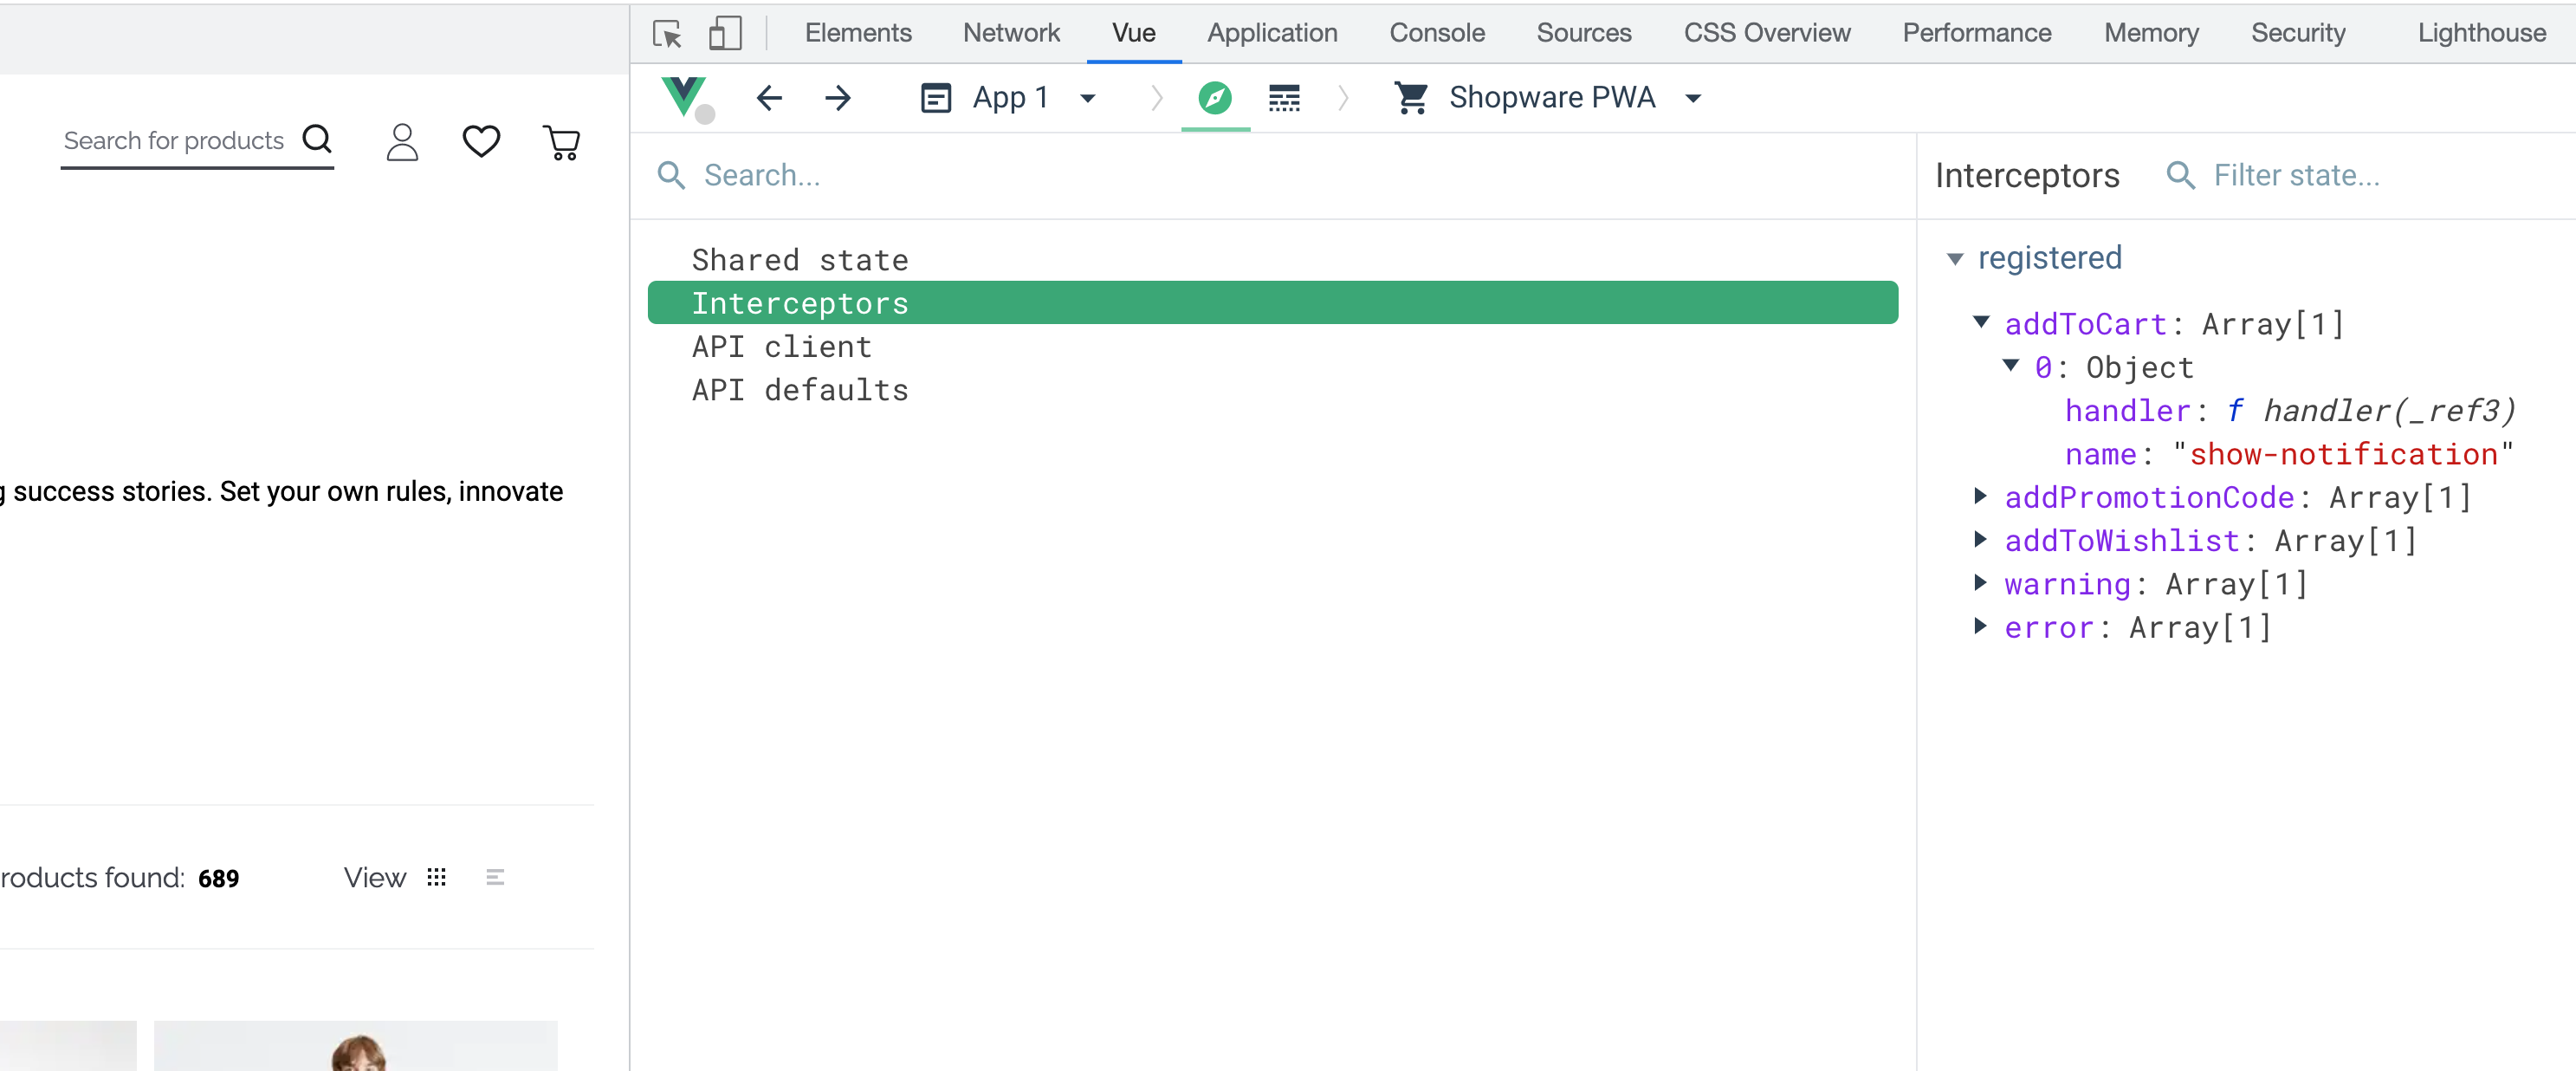 Elements Network Vue Application Console Sources CSS Overview Performance Memory Security Lighthouse
App 1 Shopware PWA
Search for products
Search...
Interceptors Filter state...
Shared state
Interceptors
API client
API defaults
registered
addToCart: Array[1]
0: Object
handler: f handler(_ref3)
name: "show-notification"
addPromotionCode: Array[1]
addToWishlist: Array[1]
warning: Array[1]
error: Array[1]
g success stories. Set your own rules, innovate
roducts found: 689 View